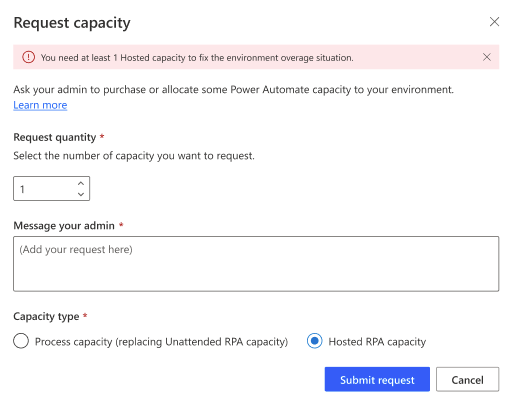 Request capacity
You need at least 1 Hosted capacity to fix the environment overage situation.
Ask your admin to purchase or allocate some Power Automate capacity to your environment.
Learn more
Request quantity *
Select the number of capacity you want to request.
1
Message your admin *
(Add your request here)
Capacity type *
Process capacity (replacing Unattended RPA capacity) Hosted RPA capacity
Submit request Cancel